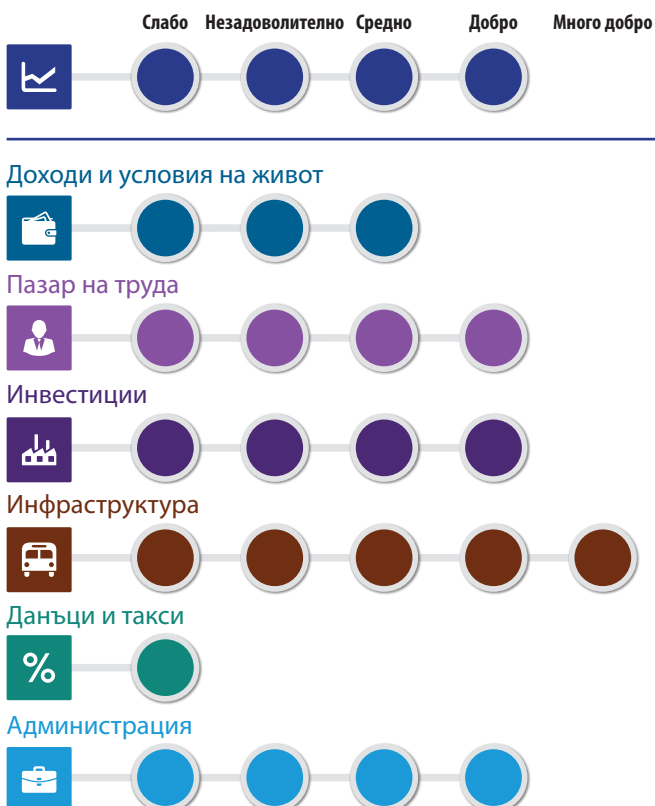 Слабо Незадоволително Средно Добро Много добро
Доходи и условия на живот
Пазар на труда
Инвестиции
Инфраструктура
Данъци и такси
%
Администрация